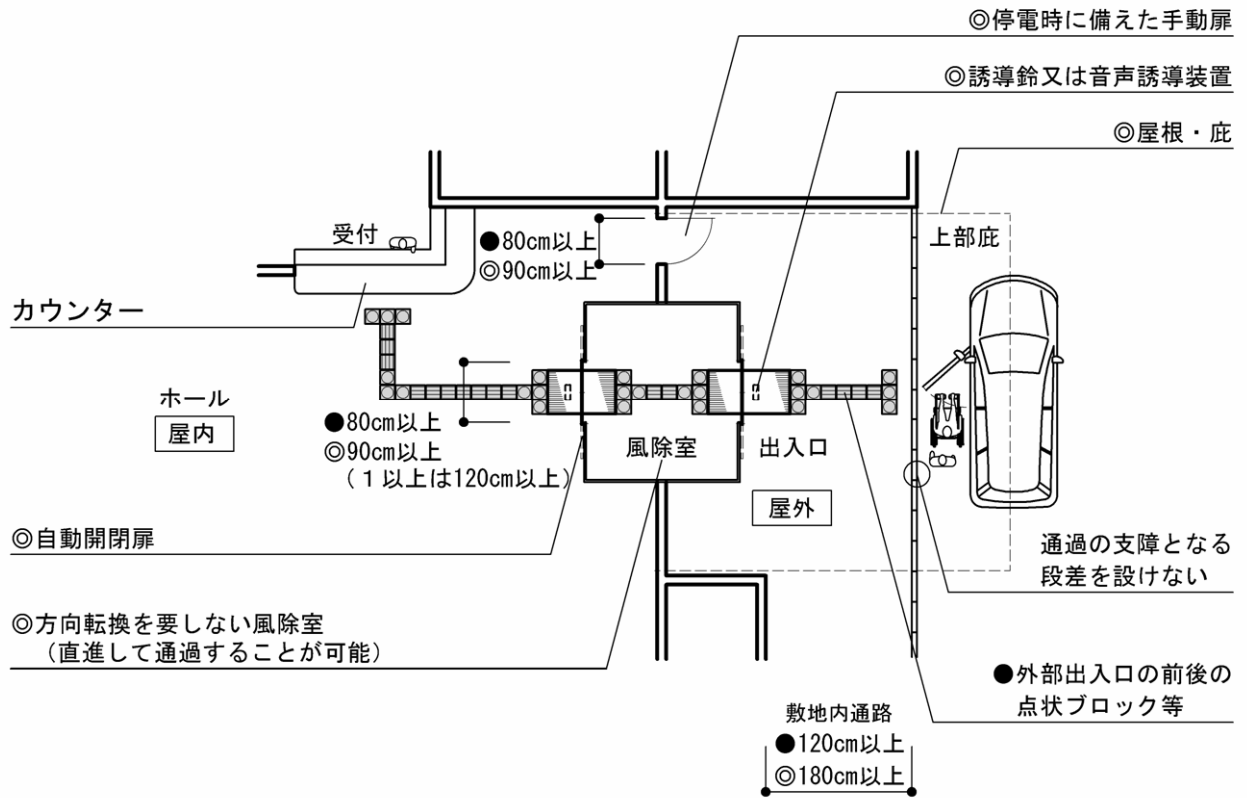 ◎停電時に備えた手動扉
◎誘導鈴又は音声誘導装置
◎屋根・庇
受付
●80cm以上
◎90cm以上
上部庇
カウンター
ホール
屋内
●80cm以上
◎90cm以上
（１以上は120cm以上）
風除室
出入口
屋外
◎自動開閉扉
通過の支障となる
段差を設けない
◎方向転換を要しない風除室
（直進して通過することが可能）
●外部出入口の前後の
点状ブロック等
敷地内通路
●120cm以上
◎180cm以上